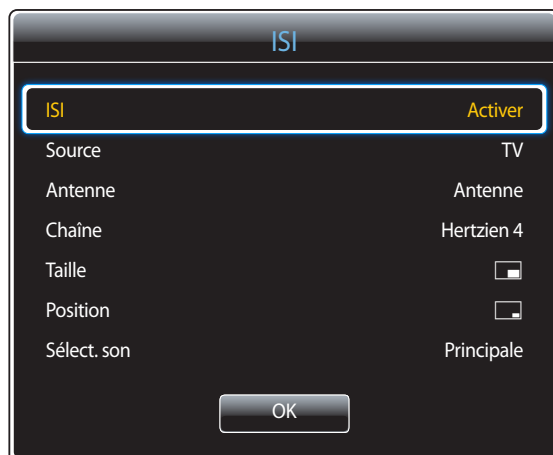 ISI
ISI Activer
Source TV
Antenne Antenne
Chaîne Hertzien 4
Taille
Position
Sélect. son Principale
OK